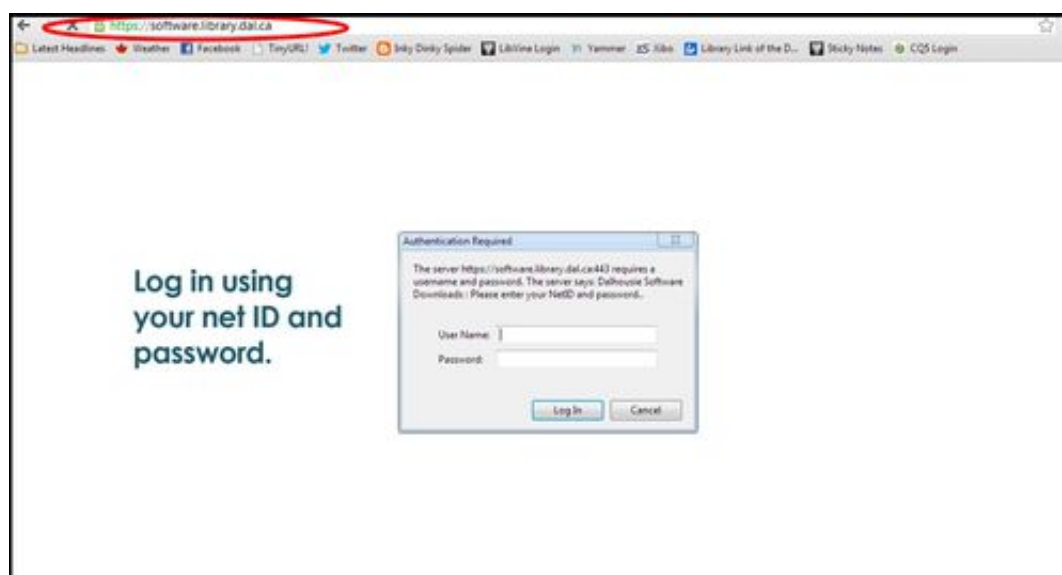 https://software.library.dal.ca
Latest Headlines Weather Facebook TinyURL! Twitter Inky Dinky Spider LibVine Login Yammer Xibo Library Link of the D... Sticky Notes CQ5 Login
Authentication Required
The server https://software.library.dal.ca:443 requires a
username and password. The server says: Dalhousie Software
Downloads : Please enter your NetID and password..
Log in using
your net ID and
password.
User Name:
Password:
Log In Cancel